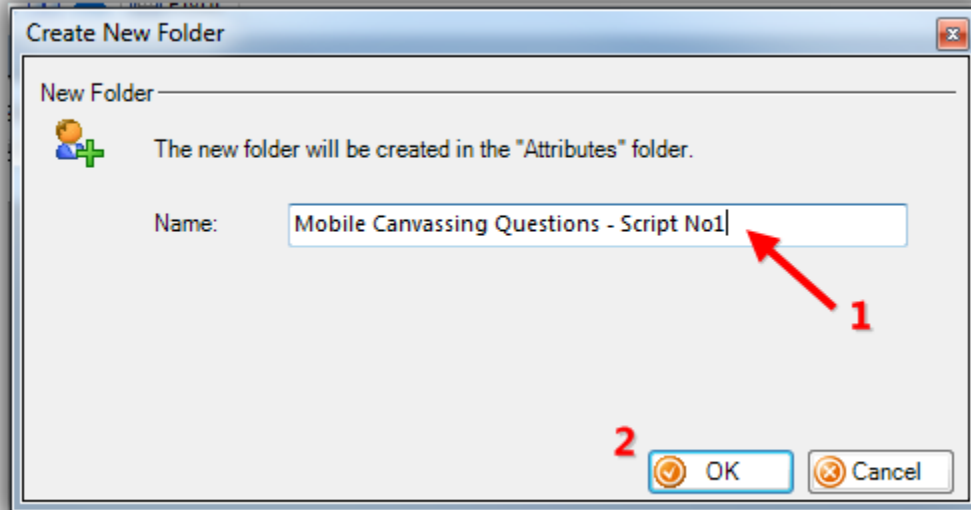 Create New Folder
New Folder
The new folder will be created in the "Attributes" folder.
Name:
Mobile Canvassing Questions - Script No1
1
2
OK
Cancel